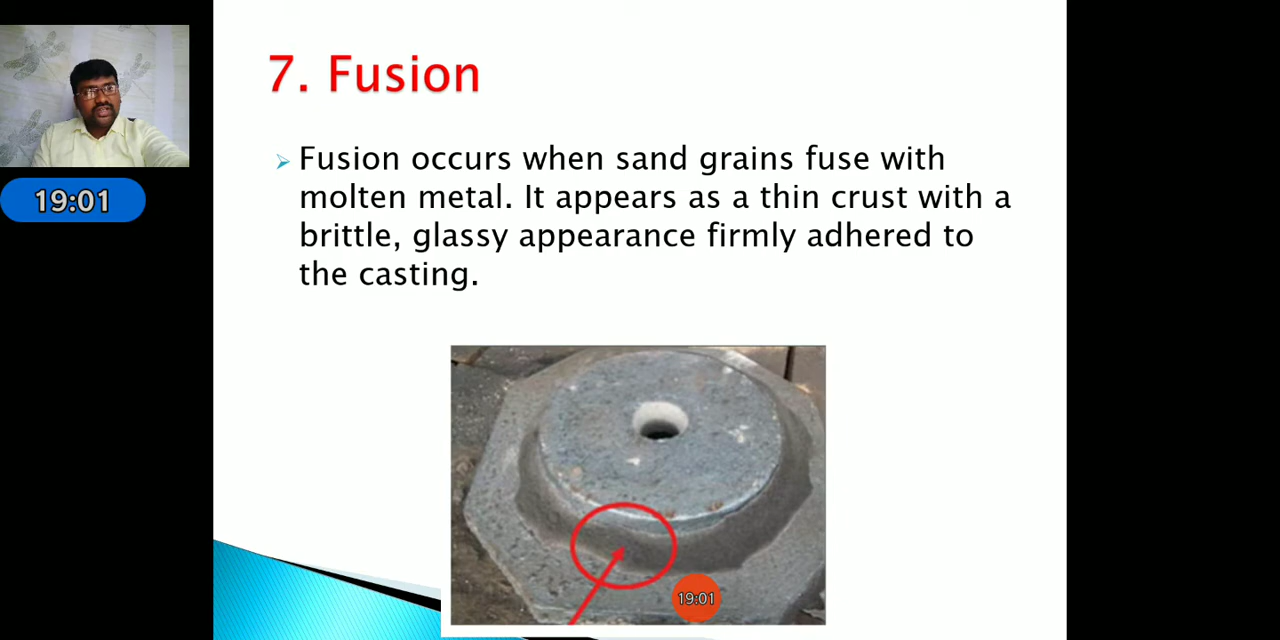 7. Fusion
19:01
Fusion occurs when sand grains fuse with
molten metal. It appears as a thin crust with a
brittle, glassy appearance firmly adhered to
the casting.
19:01